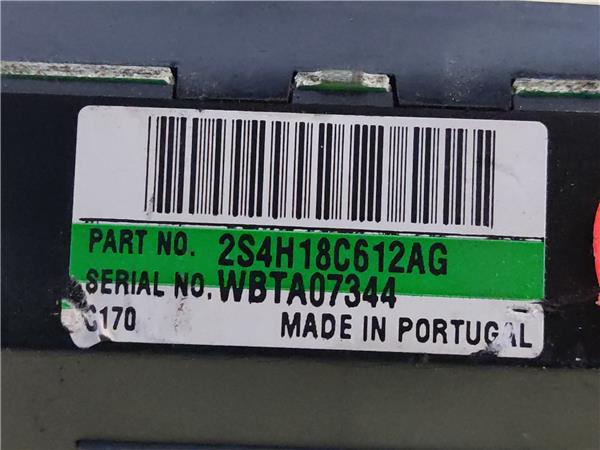 PART NO. 2S4H18C612AG
SERIAL NO. WBTA07344
C170 MADE IN PORTUGAL